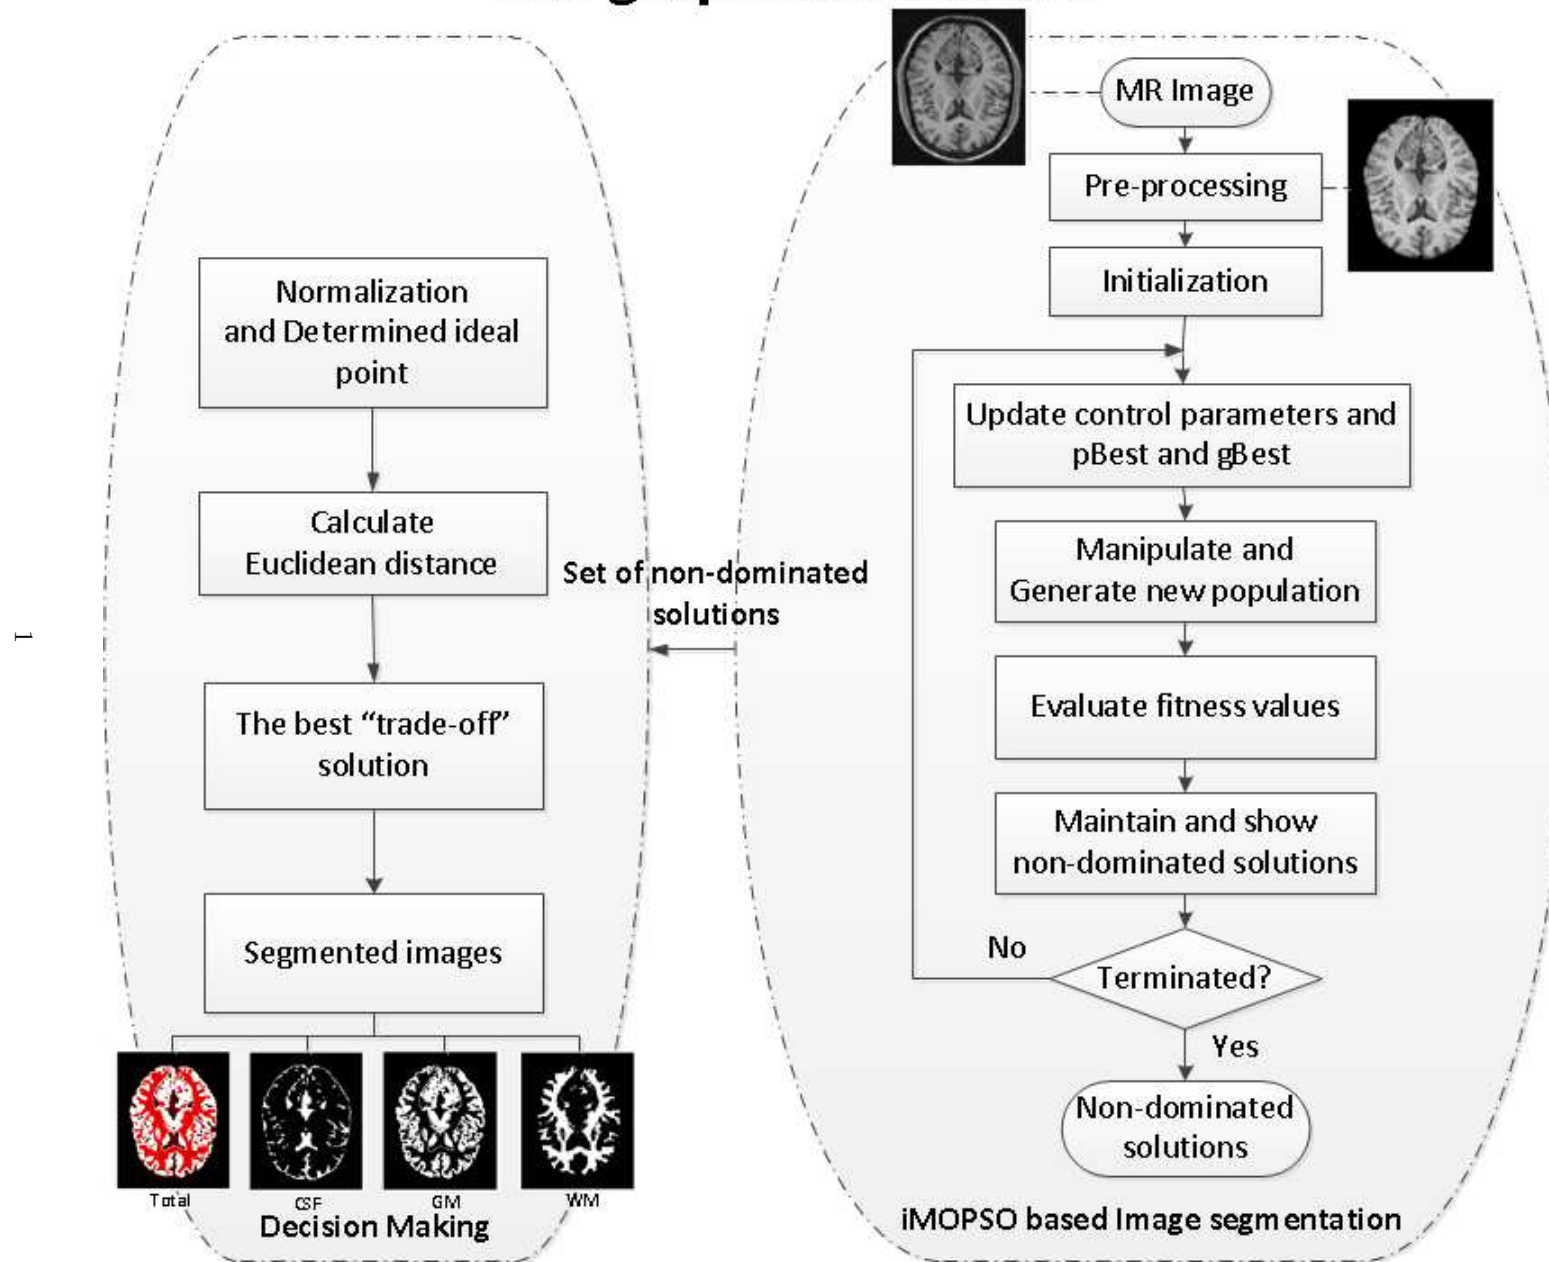 MR Image
Pre-processing
Initialization
Update control parameters and
pBest and gBest
Manipulate and
Generate new population
Evaluate fitness values
Maintain and show
non-dominated solutions
Terminated?
No
Yes
Non-dominated
solutions
iMOPSO based Image segmentation
Set of non-dominated
solutions
Normalization
and Determined ideal
point
Calculate
Euclidean distance
The best “trade-off”
solution
Segmented images
Total
CSF
GM
WM
Decision Making
1